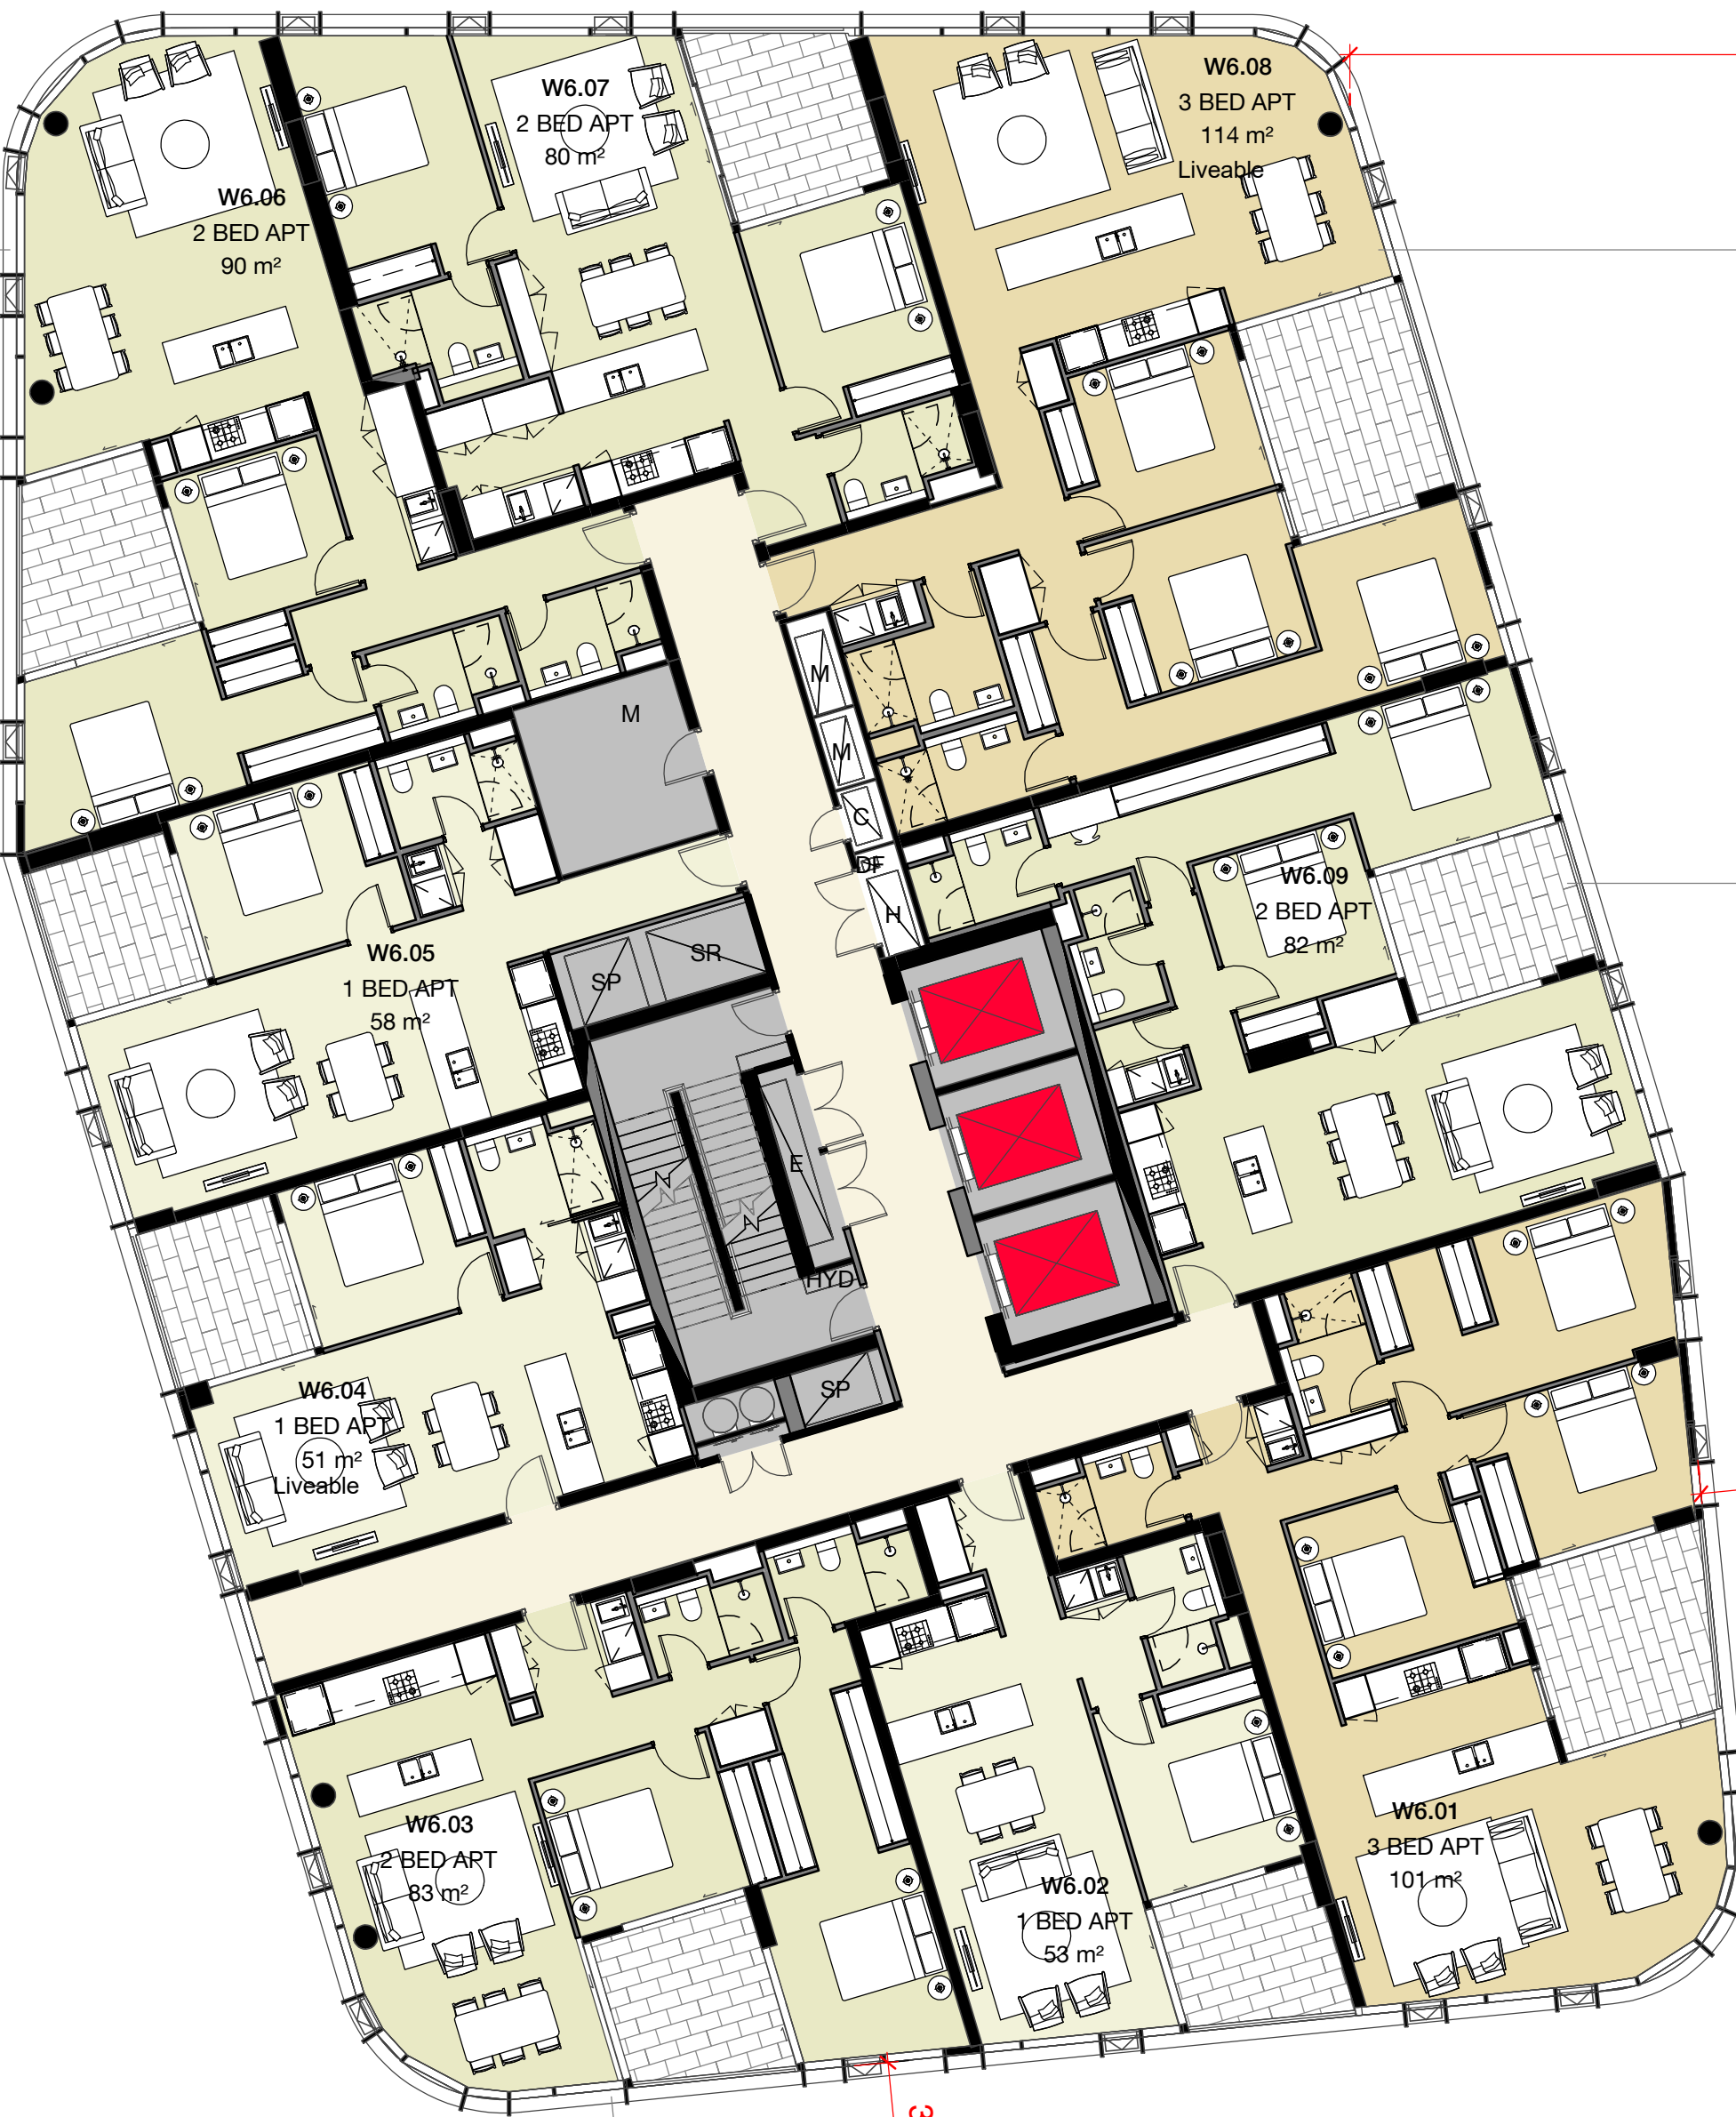 W6.08
3 BED APT
114 m²
Liveable
W6.07
2 BED APT
80 m²
W6.06
2 BED APT
90 m²
M
M
M
C
DF
H
W6.09
2 BED APT
82 m²
W6.05
1 BED APT
58 m²
SR
SP
E
HYD
SP
W6.04
1 BED APT
51 m²
Liveable
W6.03
2 BED APT
83 m²
W6.02
1 BED APT
53 m²
W6.01
3 BED APT
101 m²
3